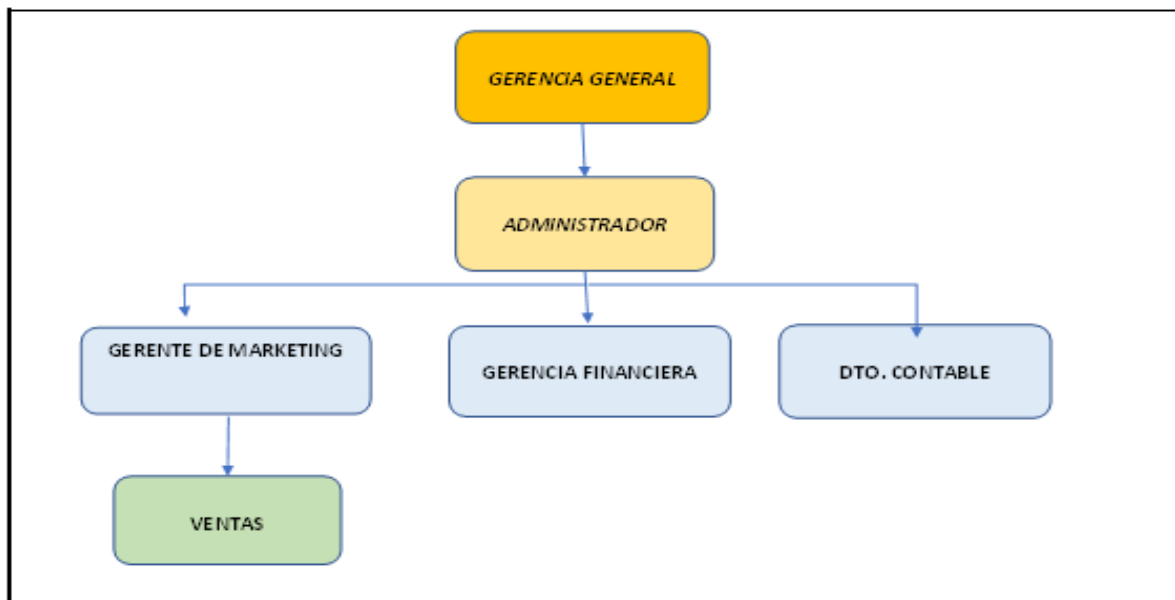 GERENCIA GENERAL
ADMINISTRADOR
GERENTE DE MARKETING
GERENCIA FINANCIERA
DTO. CONTABLE
VENTAS